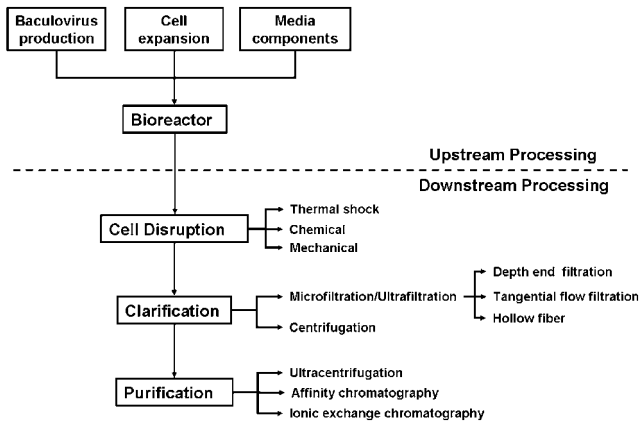 Baculovirus
production
Cell
expansion
Media
components
Bioreactor
Upstream Processing
Downstream Processing
Cell Disruption
Thermal shock
Chemical
Mechanical
Clarification
Microfiltration/Ultrafiltration
Centrifugation
Depth end filtration
Tangential flow filtration
Hollow fiber
Purification
Ultracentrifugation
Affinity chromatography
Ionic exchange chromatography